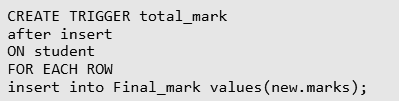 CREATE TRIGGER total_mark
after insert
ON student
FOR EACH ROW
insert into Final_mark values(new.marks);